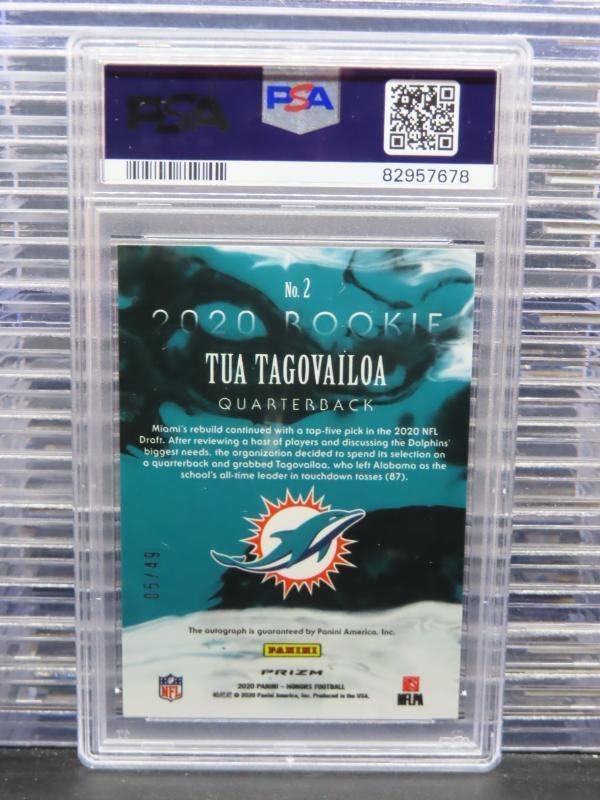 PSA
PSA
82957678
No. 2
2020 ROOKIE
TUA TAGOVAILOA
QUARTERBACK
Miami's rebuild continued with a top-five pick in the 2020 NFL
Draft. After reviewing a host of players and discussing the Dolphins'
biggest needs, the organization decided to spend its selection on
a quarterback and grabbed Tagovailoa, who left Alabama as the
school's all-time leader in touchdown tosses (87).
05/49
The autograph is guaranteed by Panini America, Inc.
PANINI
PRIZM
NFL
2020 PANINI - HONORS FOOTBALL
© 2020 Panini America, Inc. Produced in the USA.
NFLPA